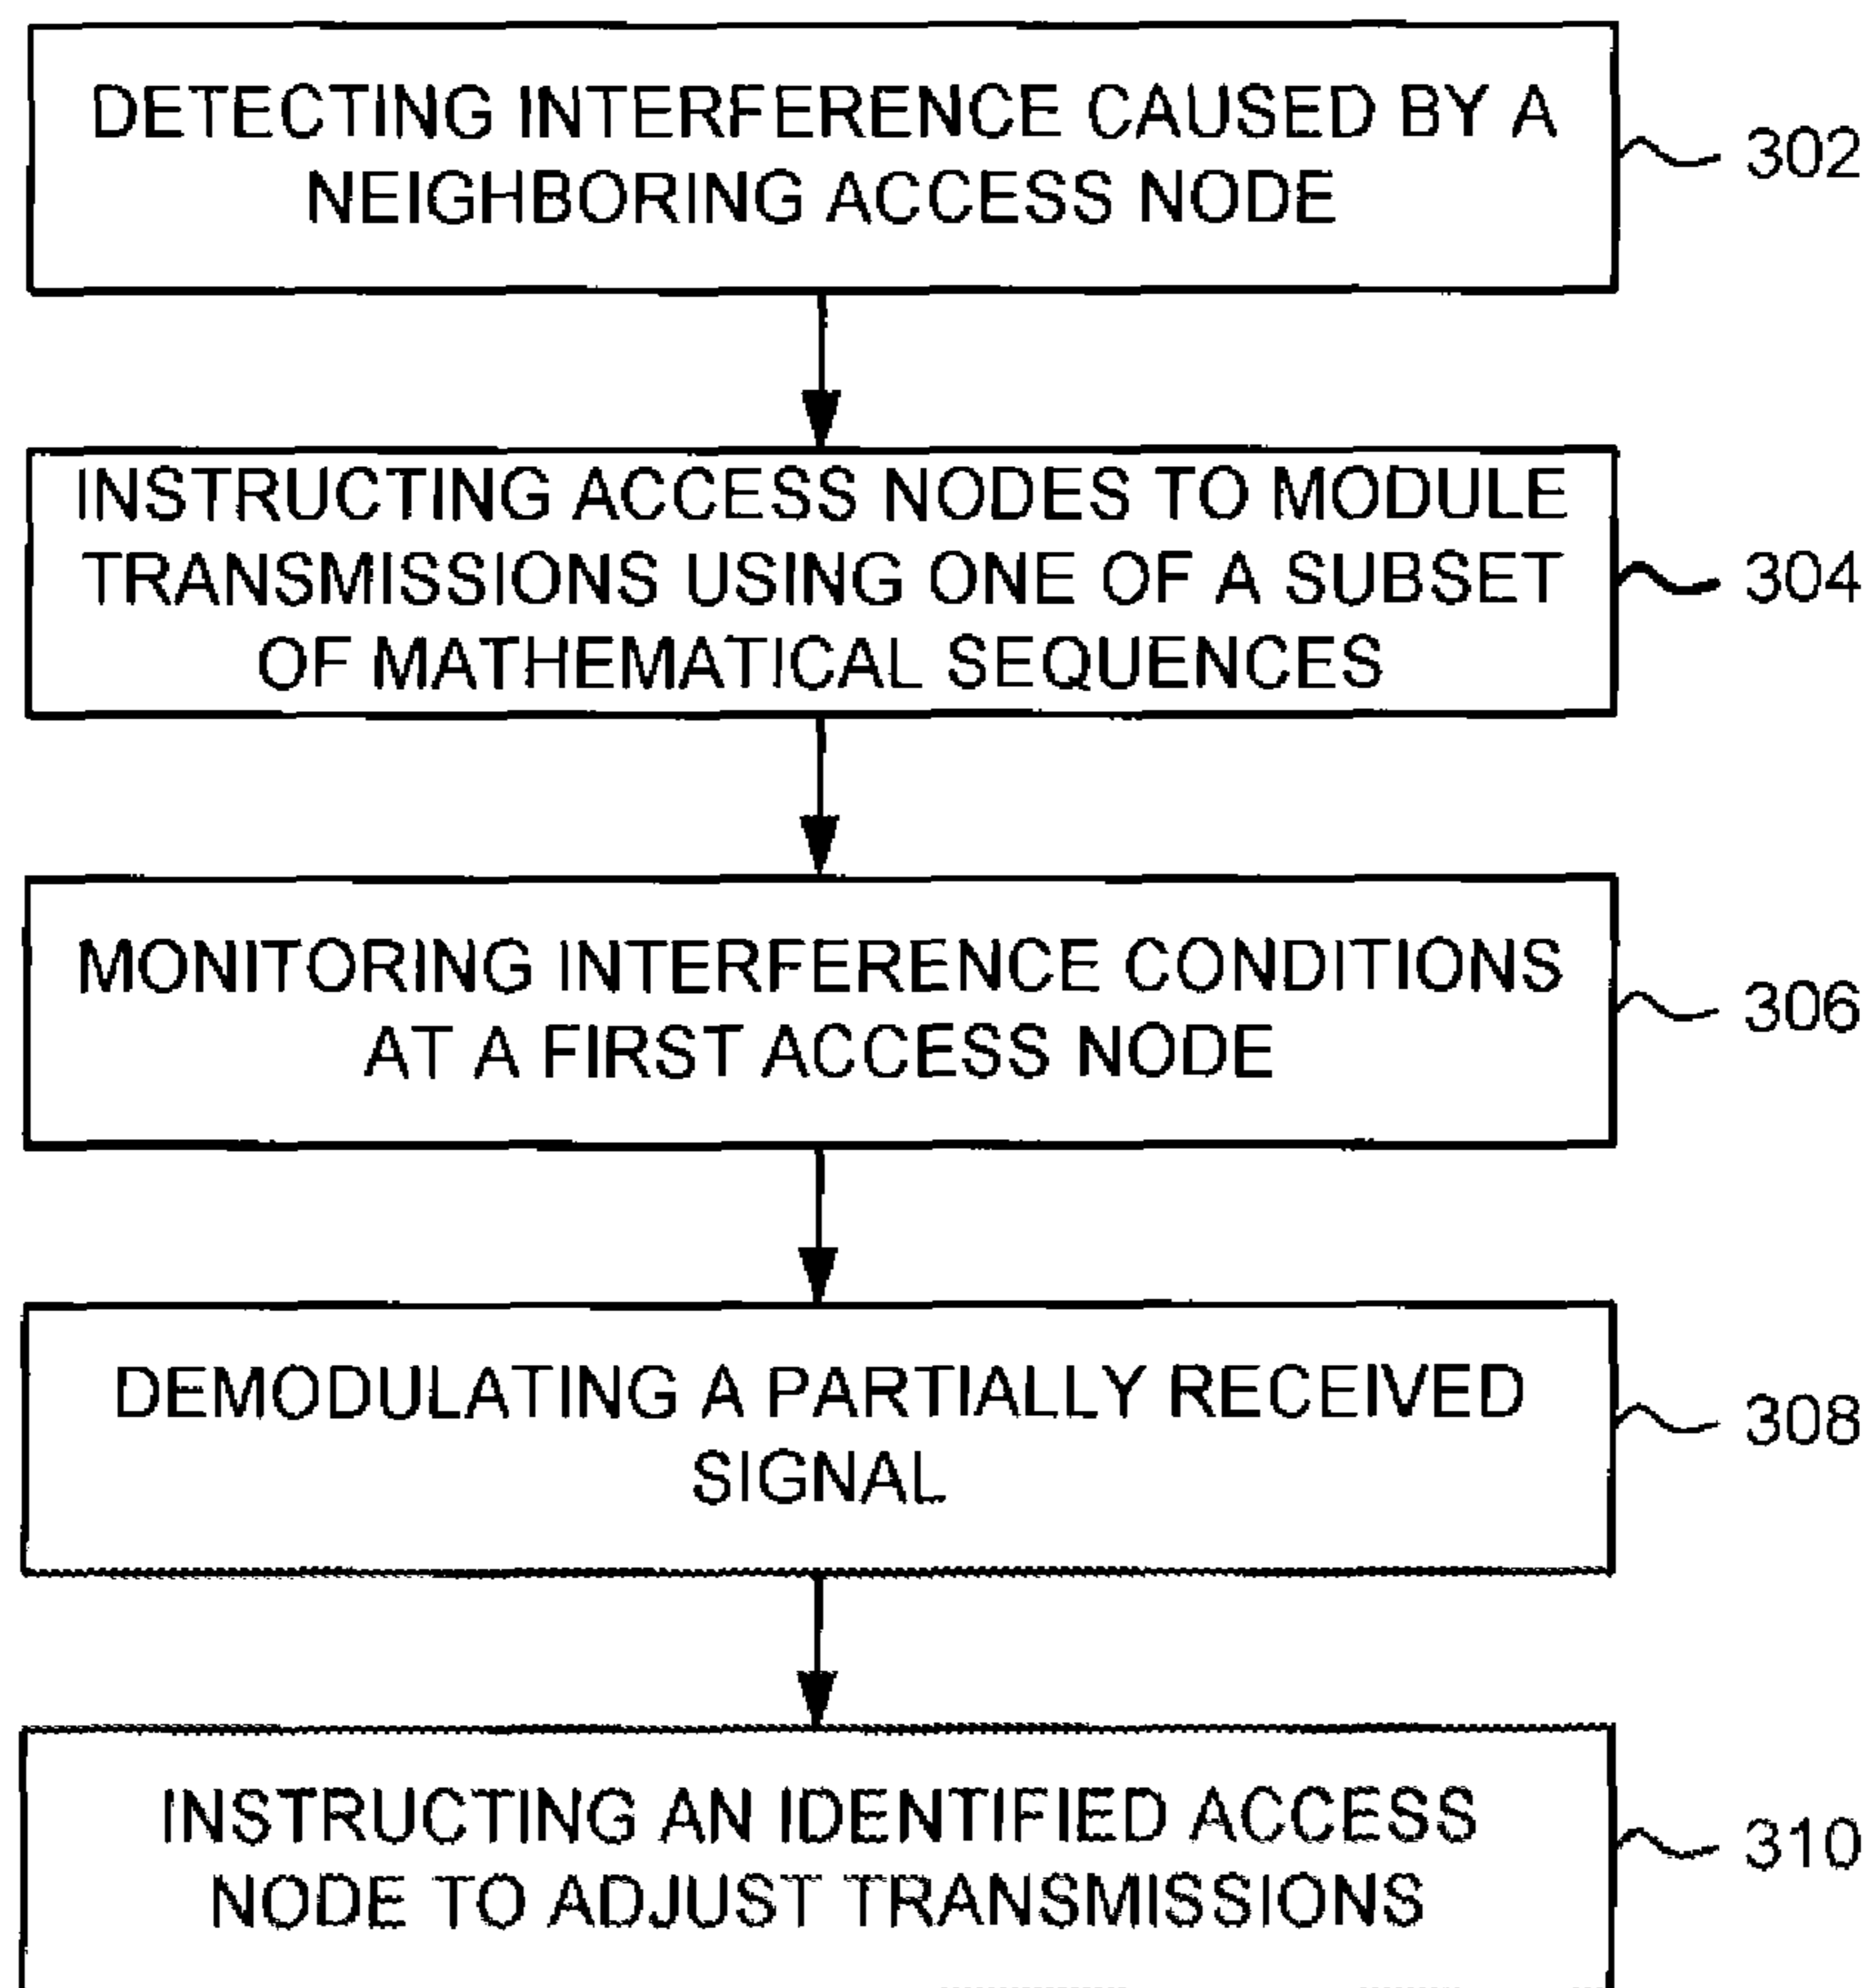 DETECTING INTERFERENCE CAUSED BY A
NEIGHBORING ACCESS NODE
302
INSTRUCTING ACCESS NODES TO MODULE
TRANSMISSIONS USING ONE OF A SUBSET
OF MATHEMATICAL SEQUENCES
304
MONITORING INTERFERENCE CONDITIONS
AT A FIRST ACCESS NODE
306
DEMODULATING A PARTIALLY RECEIVED
SIGNAL
308
INSTRUCTING AN IDENTIFIED ACCESS
NODE TO ADJUST TRANSMISSIONS
310